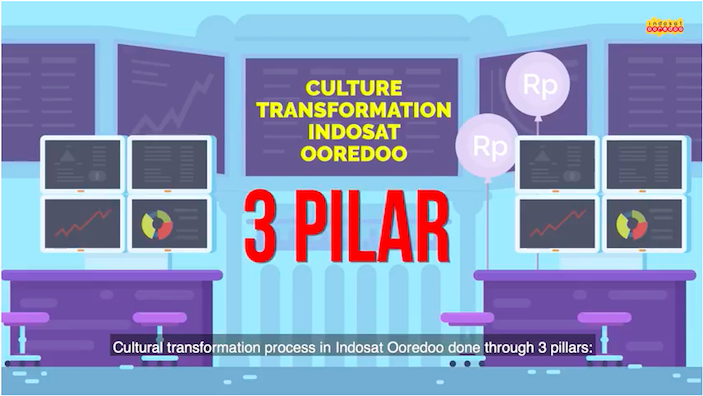 indosat
ooredoo
CULTURE
TRANSFORMATION
INDOSAT
OOREDOO
Rp
Rp
3 PILAR
Cultural transformation process in Indosat Ooredoo done through 3 pillars: